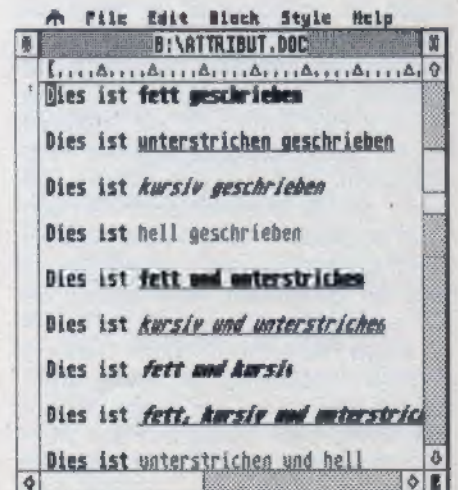 File Edit Block Style Help
B:\ATTRIBUT.DOC
Dies ist fett geschrieben
Dies ist unterstrichen geschrieben
Dies ist kursiv geschrieben
Dies ist hell geschrieben
Dies ist fett und unterstrichen
Dies ist kursiv und unterstrichen
Dies ist fett und kursiv
Dies ist fett, kursiv und unterstric
Dies ist unterstrichen und hell